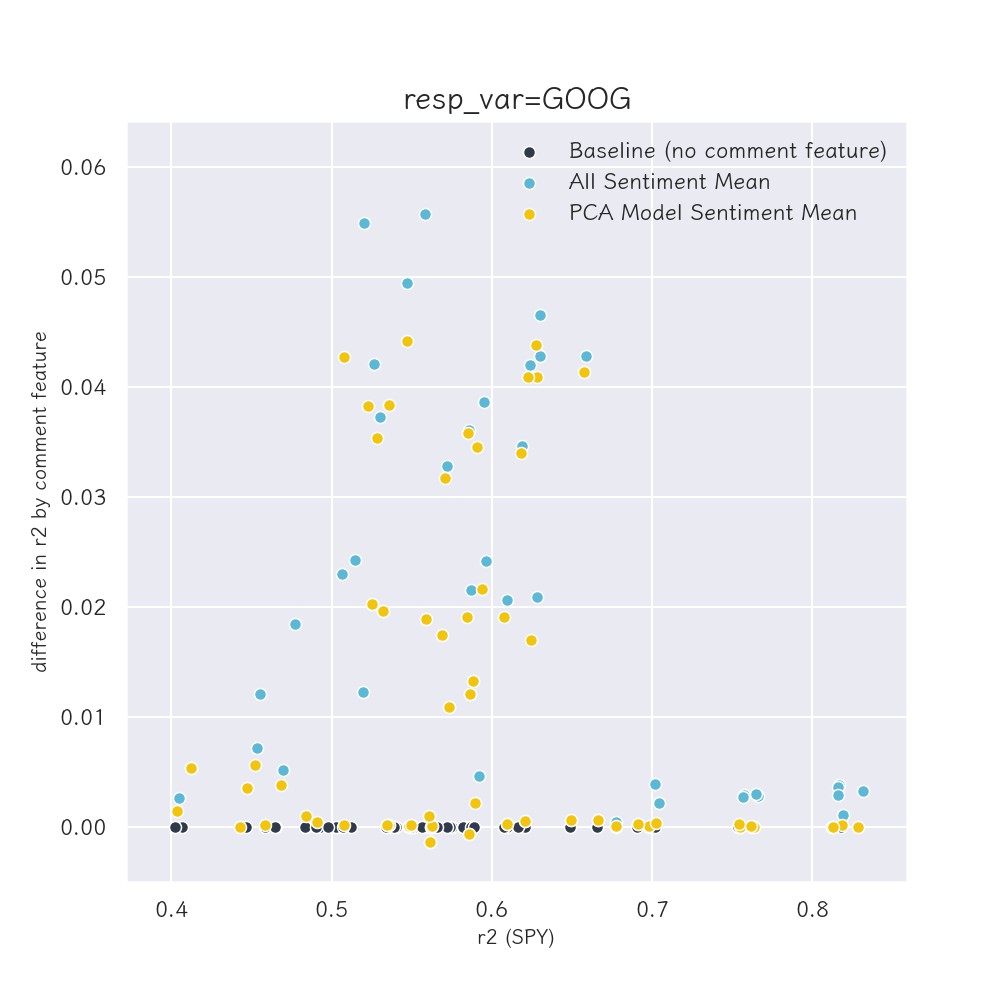 resp_var=GOOG
Baseline (no comment feature)
All Sentiment Mean
PCA Model Sentiment Mean
0.06
0.05
0.04
0.03
0.02
0.01
0.00
difference in r2 by comment feature
0.4 0.5 0.6 0.7 0.8
r2 (SPY)